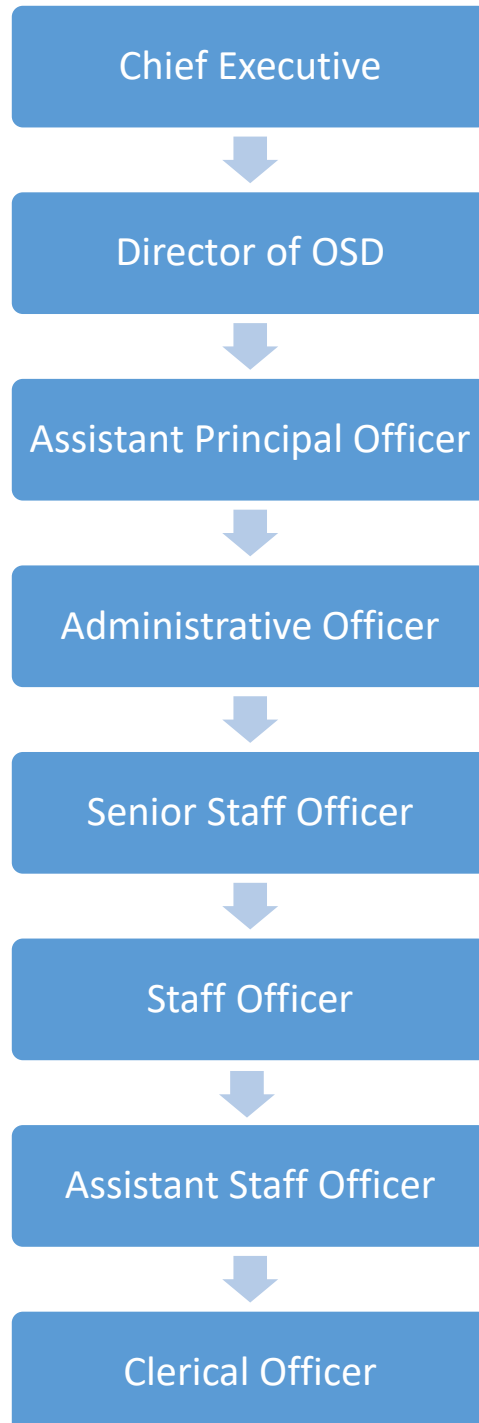 Chief Executive
Director of OSD
Assistant Principal Officer
Administrative Officer
Senior Staff Officer
Staff Officer
Assistant Staff Officer
Clerical Officer